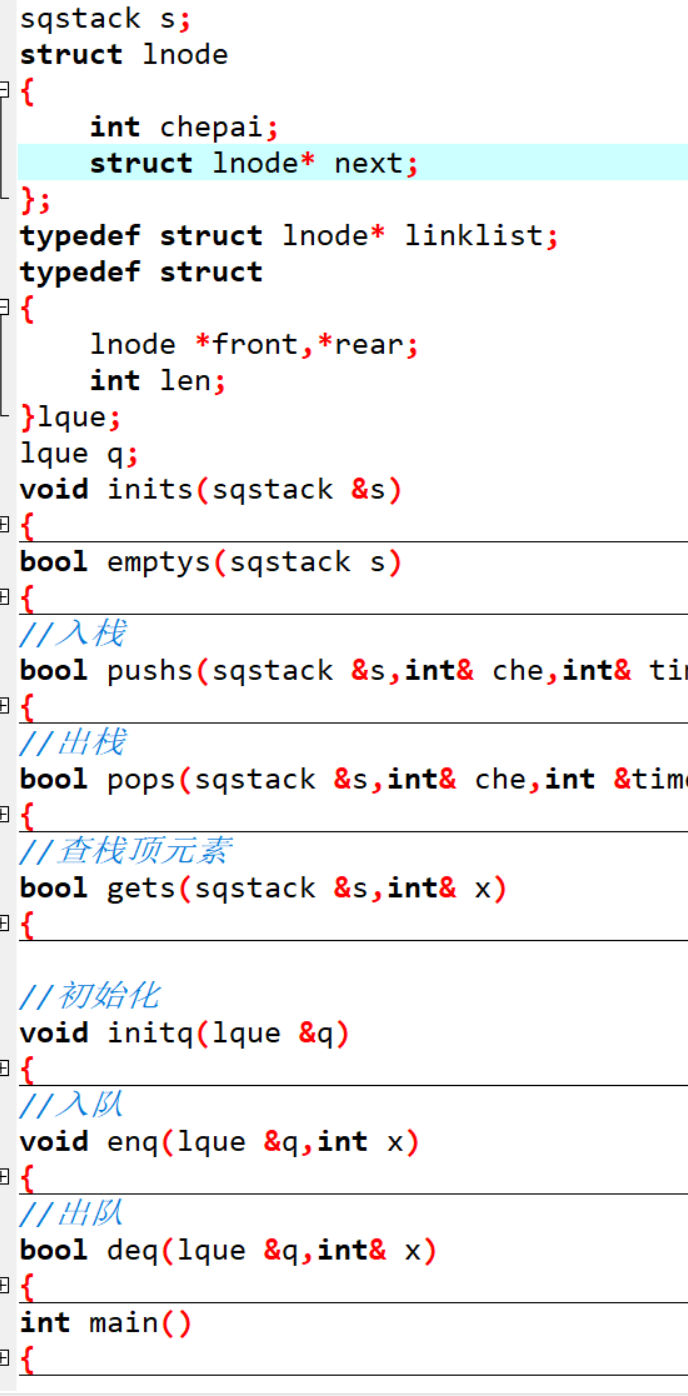 sqstack s;
struct lnode
{
    int chepai;
    struct lnode* next;
};
typedef struct lnode* linklist;
typedef struct
{
    lnode *front,*rear;
    int len;
}lque;
lque q;
void inits(sqstack &s)
{
bool emptys(sqstack s)
{
//入栈
bool pushs(sqstack &s,int& che,int&
{
//出栈
bool pops(sqstack &s,int& che,int &time
{
//查栈顶元素
bool gets(sqstack &s,int& x)
{
//初始化
void initq(lque &q)
{
//入队
void enq(lque &q,int x)
{
//出队
bool deq(lque &q,int& x)
{
int main()
{